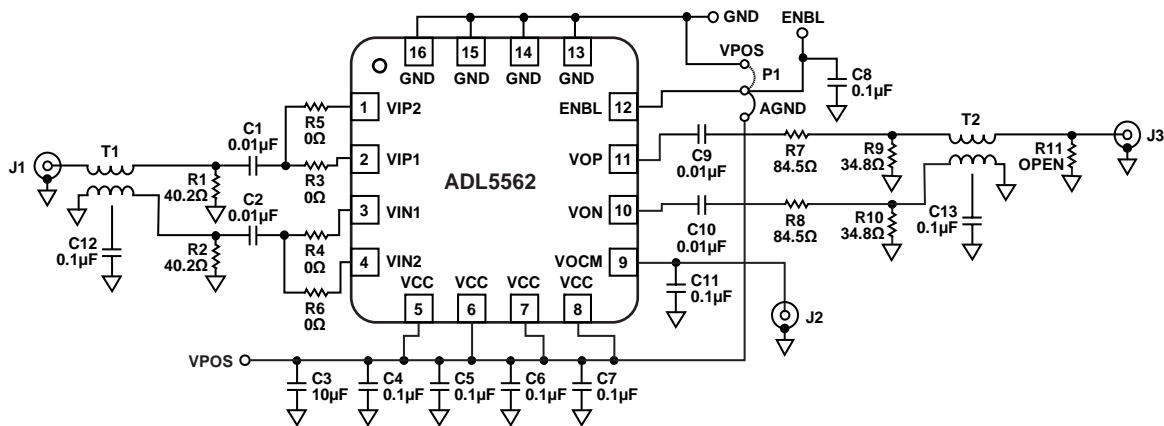 GND
ENBL
16
15
14
13
GND
GND
GND
GND
VPOS
P1
AGND
C8
0.1µF
1
VIP2
ENBL
12
R5
0Ω
C1
0.01µF
J1
T1
2
VIP1
VOP
11
R3
0Ω
R1
40.2Ω
C9
0.01µF
R7
84.5Ω
R9
34.8Ω
T2
R11
OPEN
J3
ADL5562
C2
0.01µF
3
VIN1
VON
10
R4
0Ω
C10
0.01µF
R8
84.5Ω
R10
34.8Ω
C13
0.1µF
C12
0.1µF
R2
40.2Ω
4
VIN2
VOCM
9
R6
0Ω
VCC
VCC
VCC
VCC
5
6
7
8
C11
0.1µF
J2
VPOS
C3
10µF
C4
0.1µF
C5
0.1µF
C6
0.1µF
C7
0.1µF